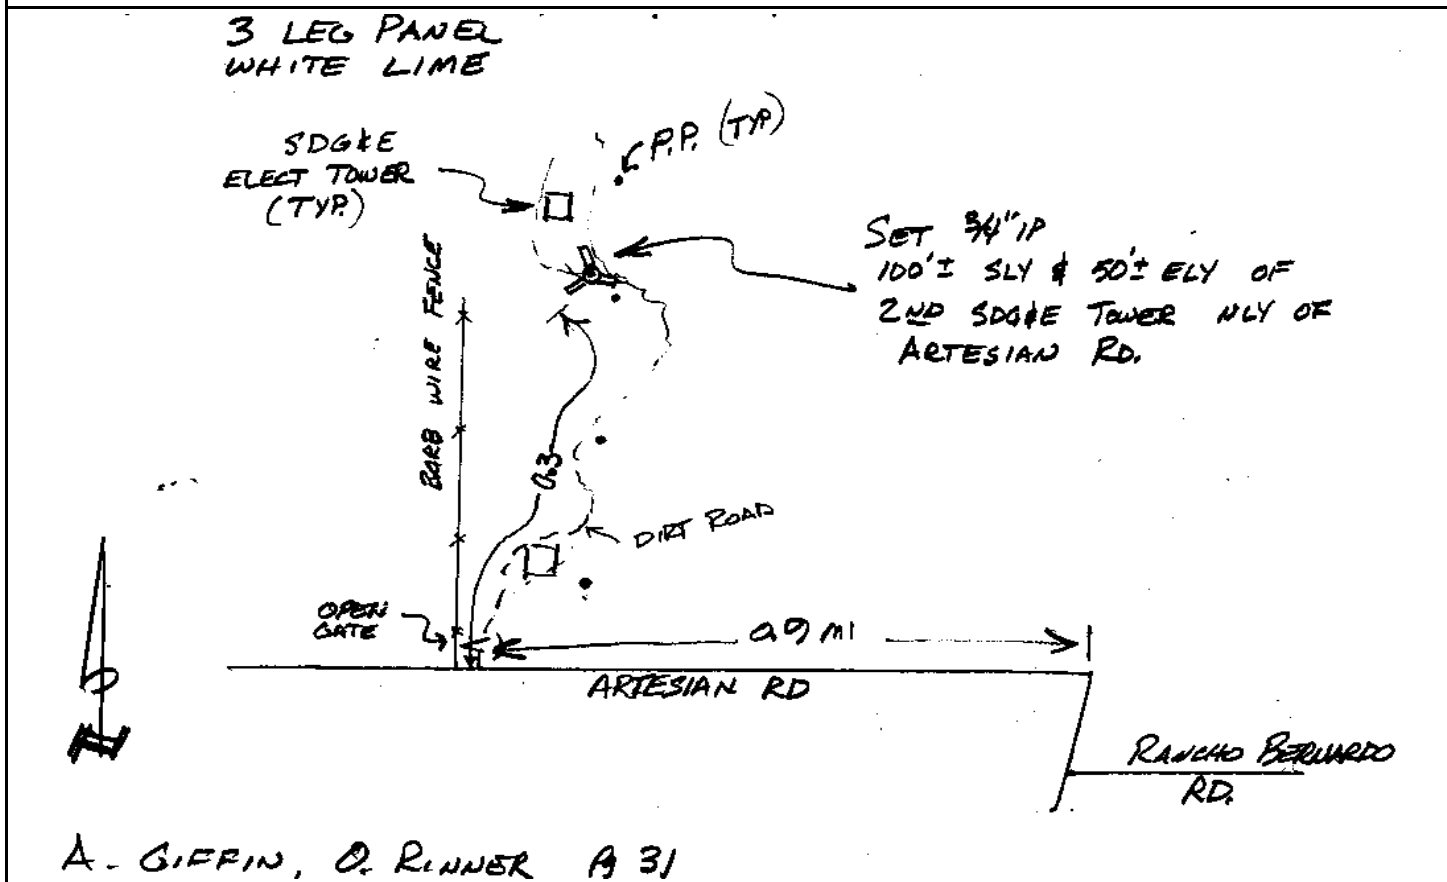 3 LEG PANEL
WHITE LIME
SDG&E
ELECT TOWER
(TYP.)
P.P. (TYP)
SET 3/4" IP
100'± SLY & 50'± ELY OF
2ND SDG&E TOWER NLY OF
ARTESIAN RD.
BARB WIRE FENCE
0.3
DIRT ROAD
OPEN
GATE
0.9 MI
ARTESIAN RD
RANCHO BERNARDO
RD.
A. GIFFIN, O. RINNER Pg 31